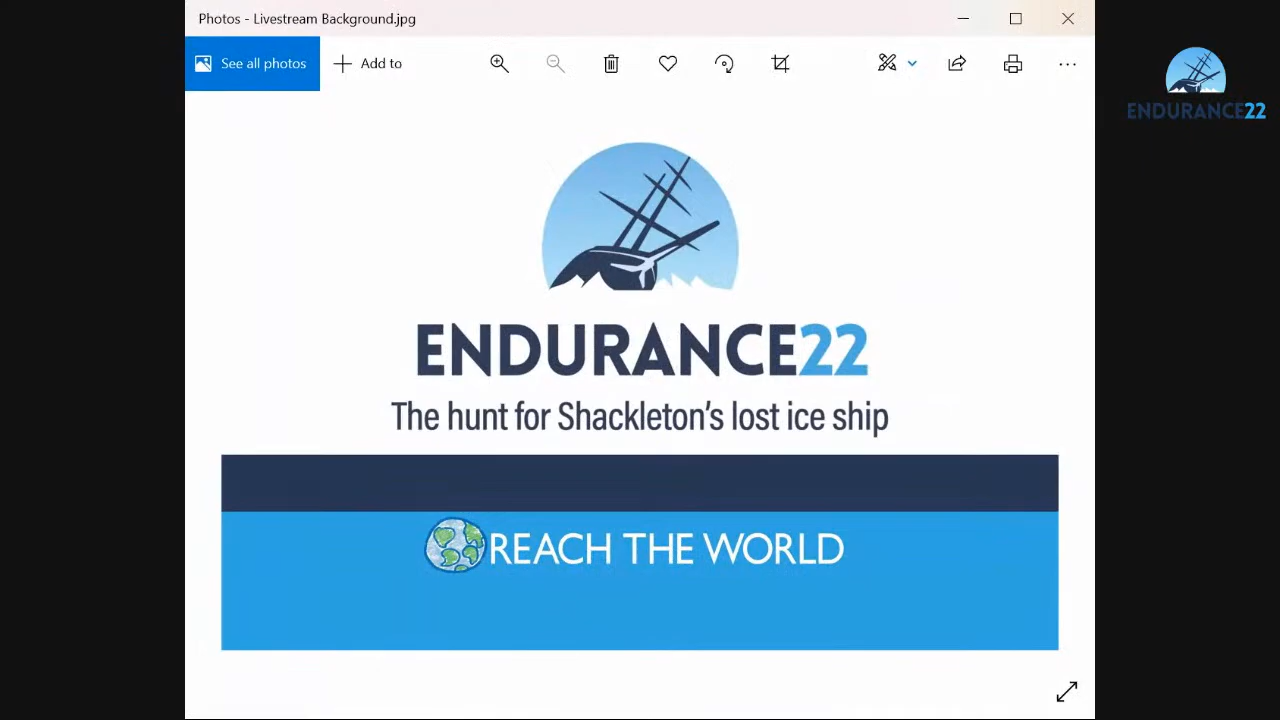 Photos - Livestream Background.jpg
See all photos
Add to
ENDURANCE22
ENDURANCE22
The hunt for Shackleton's lost ice ship
REACH THE WORLD